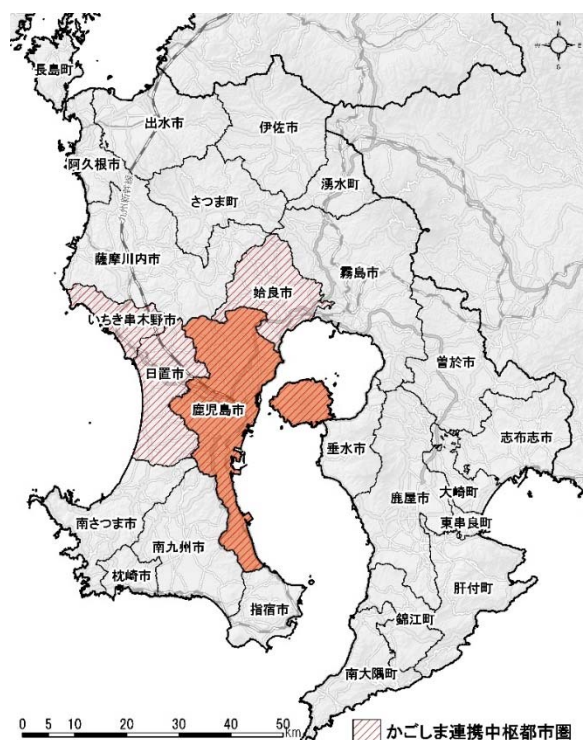 N
W
E
S
長島町
出水市
伊佐市
阿久根市
湧水町
さつま町
九州新幹線
薩摩川内市
霧島市
姶良市
いちき串木野市
曽於市
日置市
鹿児島市
志布志市
垂水市
鹿屋市
大崎町
東串良町
南さつま市
南九州市
枕崎市
肝付町
指宿市
錦江町
南大隅町
0 5 10 20 30 40 50
km
かごしま連携中枢都市圏